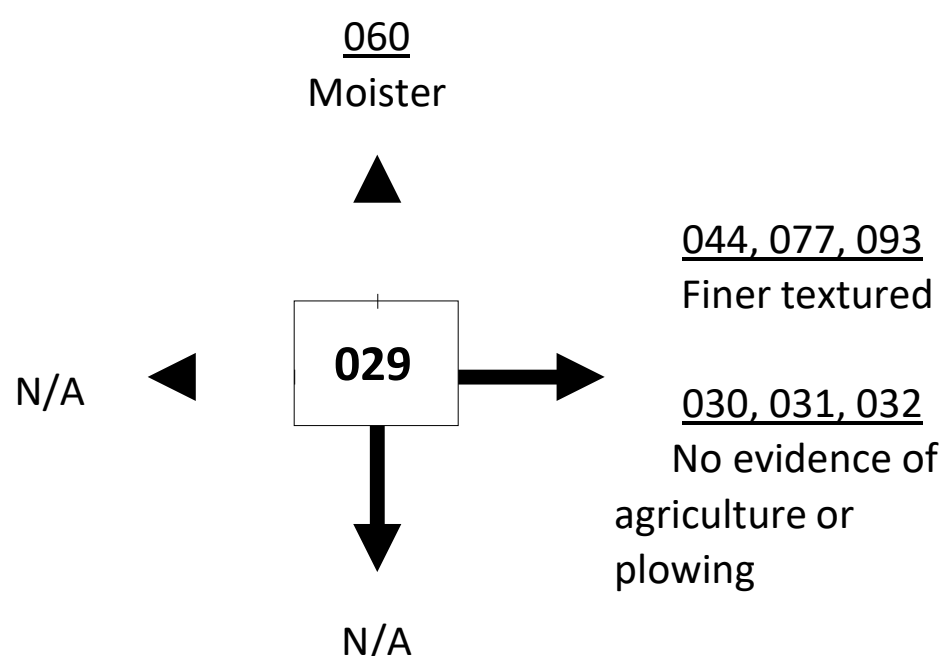 060
Moister
044, 077, 093
Finer textured
029
N/A
030, 031, 032
No evidence of
agriculture or
plowing
N/A